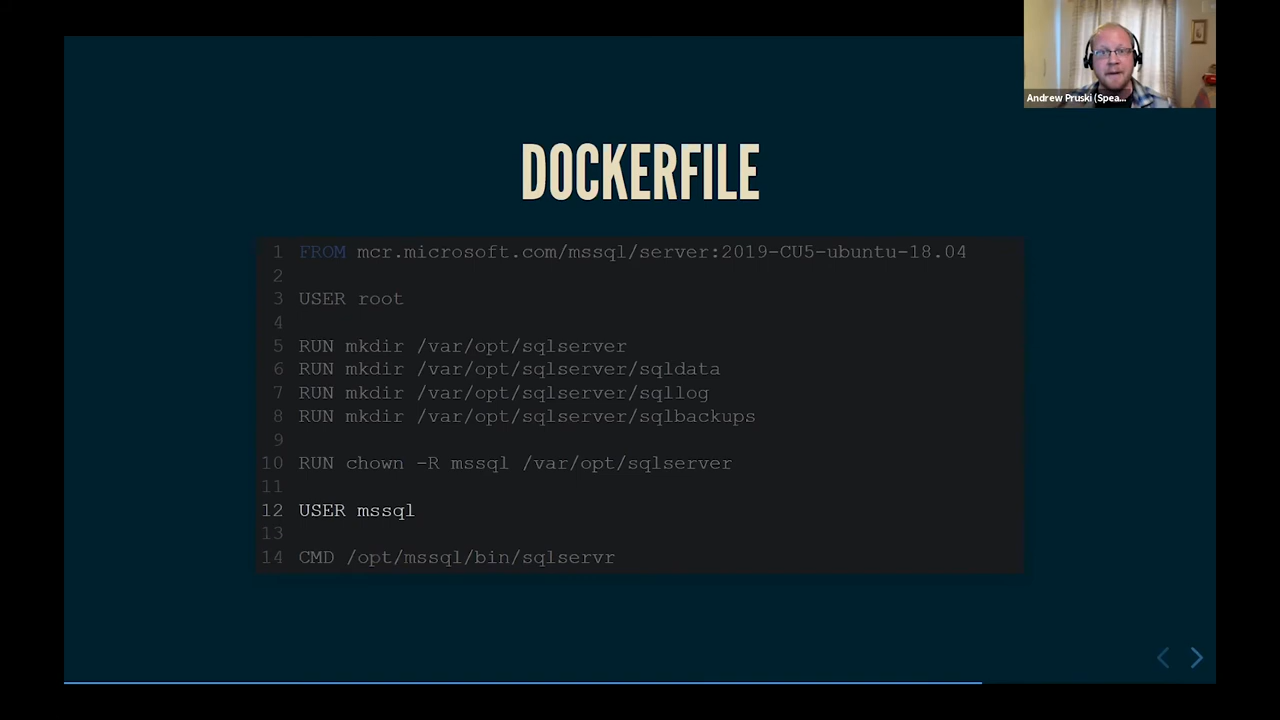 Andrew Pruski (Spea...
DOCKERFILE
1 FROM mcr.microsoft.com/mssql/server:2019-CU5-ubuntu-18.04
2
3 USER root
4
5 RUN mkdir /var/opt/sqlserver
6 RUN mkdir /var/opt/sqlserver/sqldata
7 RUN mkdir /var/opt/sqlserver/sqllog
8 RUN mkdir /var/opt/sqlserver/sqlbackups
9
10 RUN chown -R mssql /var/opt/sqlserver
11
12 USER mssql
13
14 CMD /opt/mssql/bin/sqlservr